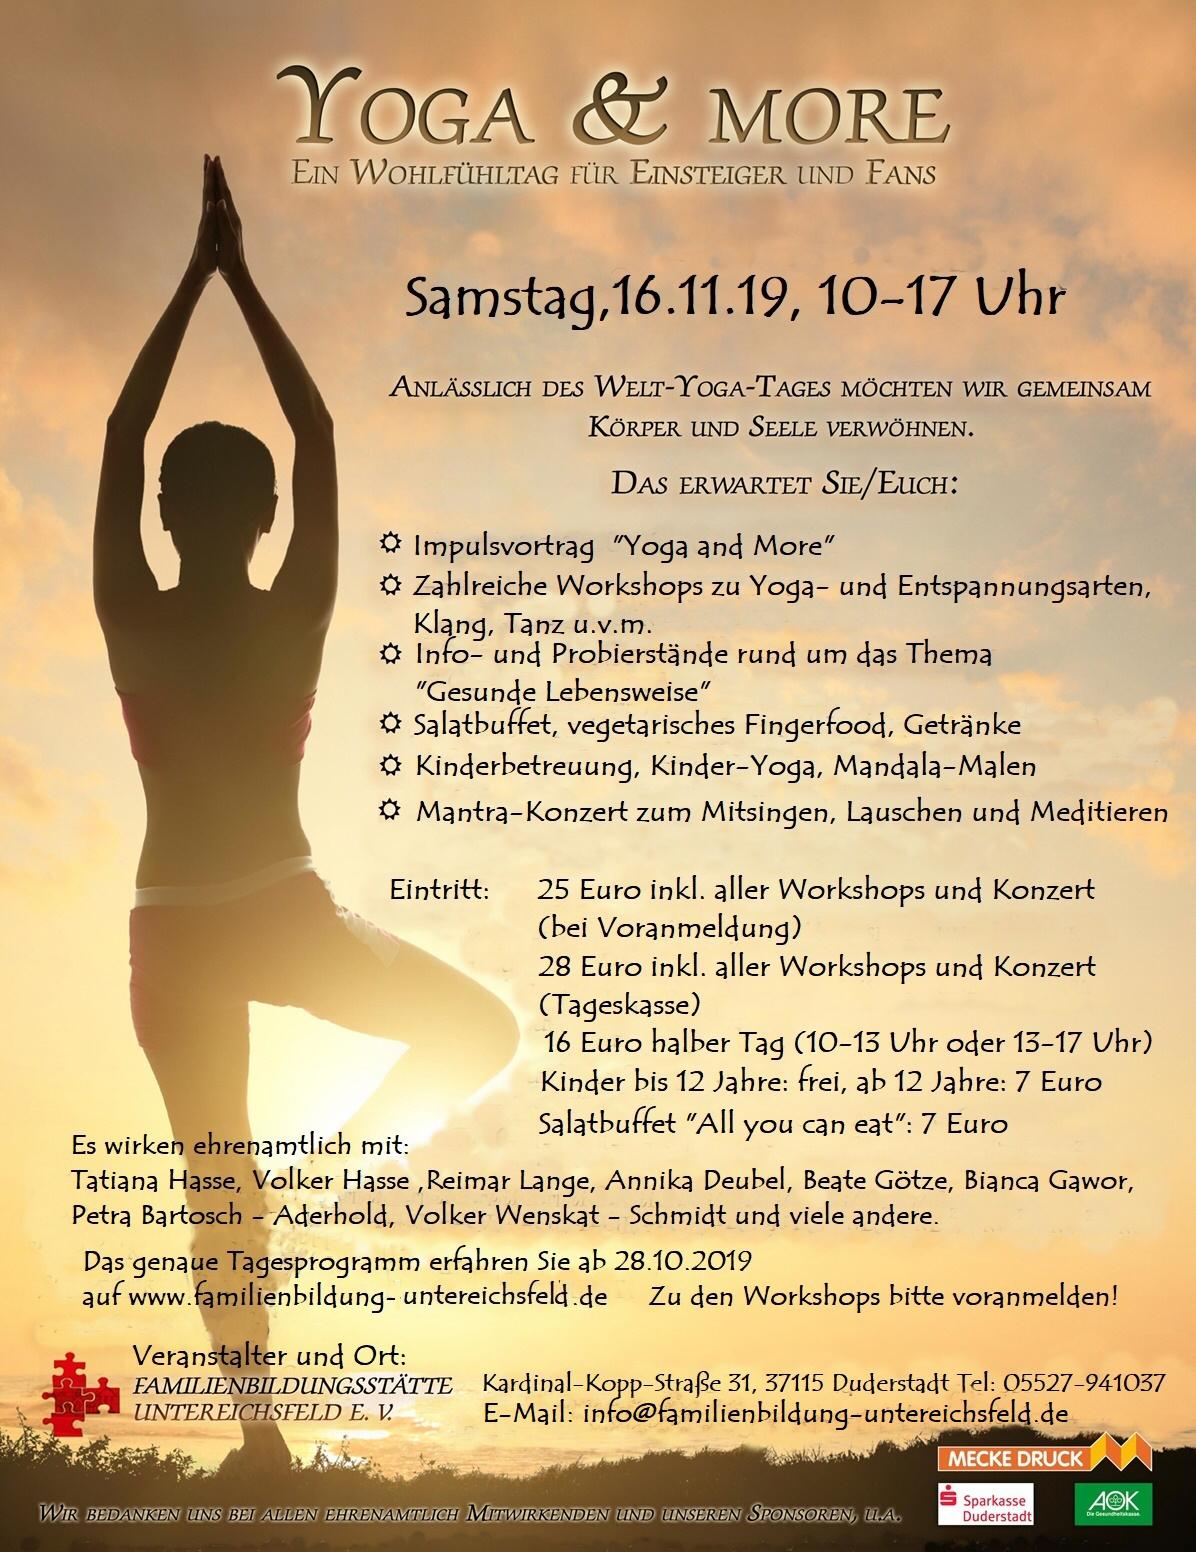 Yoga & more
Ein Wohlfühltag für Einsteiger und Fans
Samstag,16.11.19, 10-17 Uhr
Anlässlich des Welt-Yoga-Tages möchten wir gemeinsam
Körper und Seele verwöhnen.
Das erwartet Sie/Euch:
Impulsvortrag "Yoga and More"
Zahlreiche Workshops zu Yoga- und Entspannungsarten,
Klang, Tanz u.v.m.
Info- und Probierstände rund um das Thema
"Gesunde Lebensweise"
Salatbuffet, vegetarisches Fingerfood, Getränke
Kinderbetreuung, Kinder-Yoga, Mandala-Malen
Mantra-Konzert zum Mitsingen, Lauschen und Meditieren
Eintritt: 25 Euro inkl. aller Workshops und Konzert
(bei Voranmeldung)
28 Euro inkl. aller Workshops und Konzert
(Tageskasse)
16 Euro halber Tag (10-13 Uhr oder 13-17 Uhr)
Kinder bis 12 Jahre: frei, ab 12 Jahre: 7 Euro
Salatbuffet "All you can eat": 7 Euro
Es wirken ehrenamtlich mit:
Tatiana Hasse, Volker Hasse ,Reimar Lange, Annika Deubel, Beate Götze, Bianca Gawor,
Petra Bartosch - Aderhold, Volker Wenskat - Schmidt und viele andere.
Das genaue Tagesprogramm erfahren Sie ab 28.10.2019
auf www.familienbildung- untereichsfeld.de Zu den Workshops bitte voranmelden!
Veranstalter und Ort:
FAMILIENBILDUNGSSTÄTTE
UNTEREICHSFELD E. V.
Kardinal-Kopp-Straße 31, 37115 Duderstadt Tel: 05527-941037
E-Mail: info@familienbildung-untereichsfeld.de
MECKE DRUCK
Sparkasse
Duderstadt
AOK
Die Gesundheitskasse.
Wir bedanken uns bei allen ehrenamtlich Mitwirkenden und unseren Sponsoren, u.a.